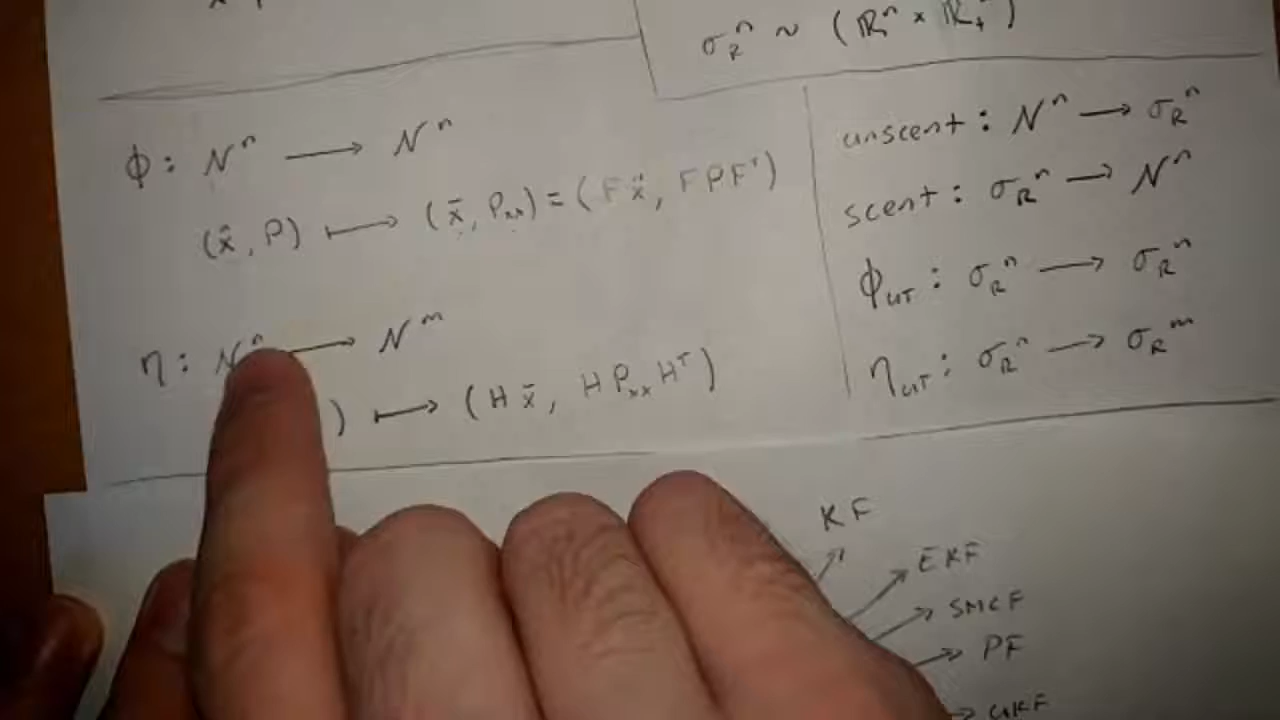 σ_R^n ~ (ℝ^n × ℝ_+)
ϕ: N^n → N^n
(x̄, P) ↦ (x̄, P_xx) = (Fx̄, FPF^T)
η: N^n → N^m
) ↦ (Hx̄, HP_xx H^T)
unscent: N^n → σ_R^n
scent: σ_R^n → N^n
ϕ_UT: σ_R^n → σ_R^n
η_UT: σ_R^n → σ_R^m
KF
EKF
SMCF
PF
UKF